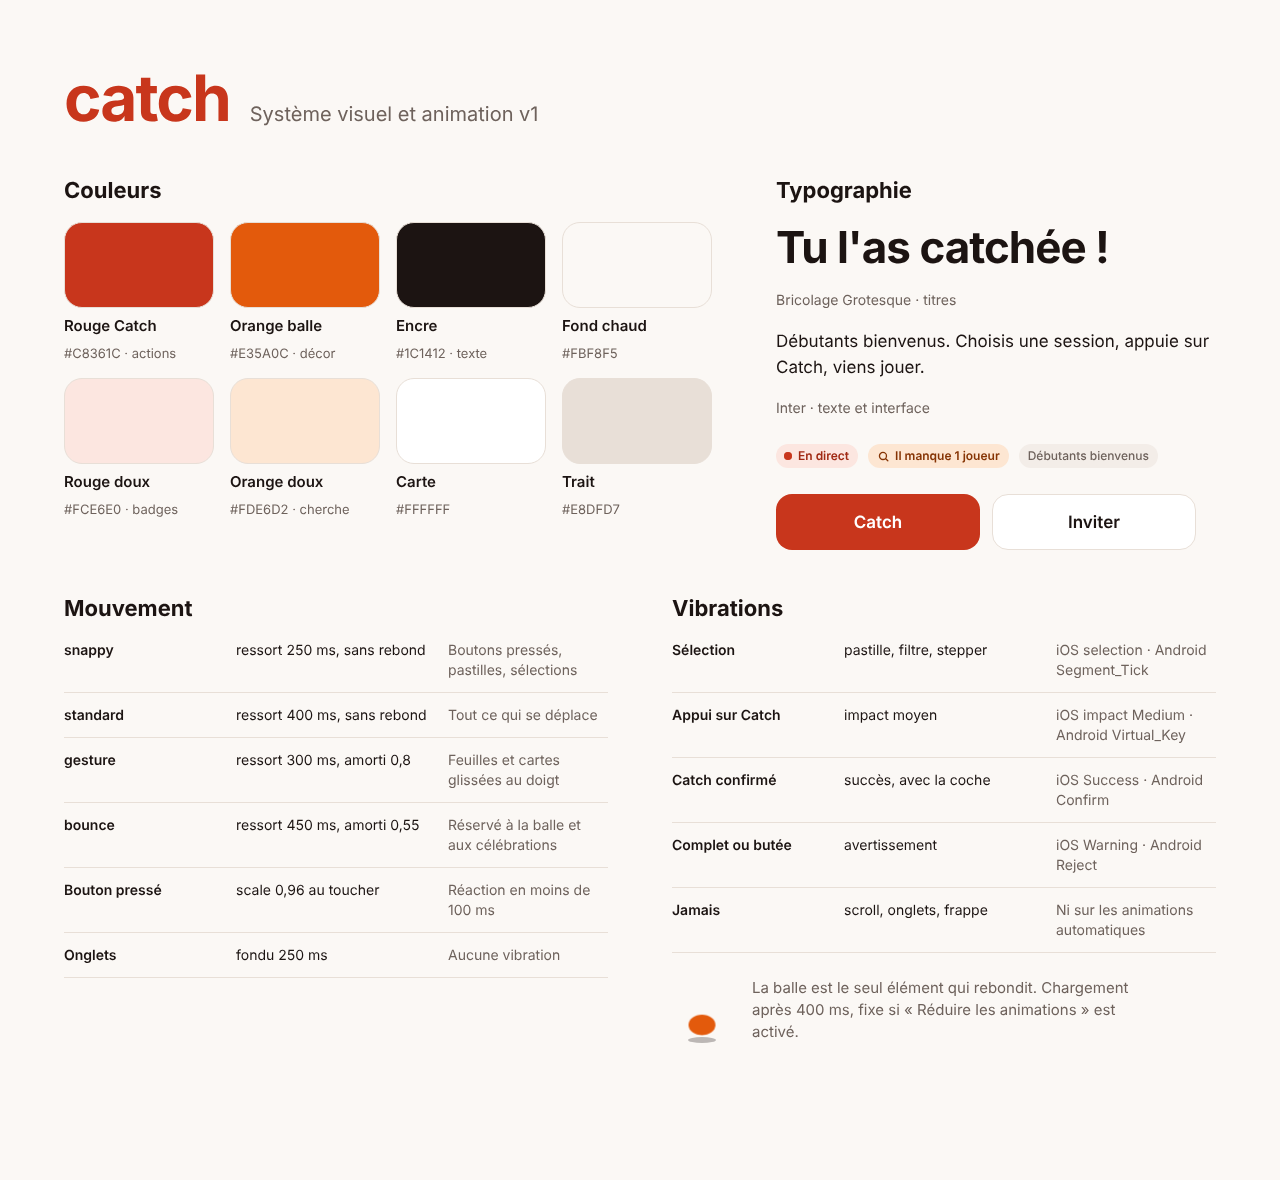 catch
Système visuel et animation v1
Couleurs
Rouge Catch
#C8361C · actions
Orange balle
#E35A0C · décor
Encre
#1C1412 · texte
Fond chaud
#FBF8F5
Rouge doux
#FCE6E0 · badges
Orange doux
#FDE6D2 · cherche
Carte
#FFFFFF
Trait
#E8DFD7
Typographie
Tu l'as catchée !
Bricolage Grotesque · titres
Débutants bienvenus. Choisis une session, appuie sur
Catch, viens jouer.
Inter · texte et interface
En direct
Il manque 1 joueur
Débutants bienvenus
Catch
Inviter
Mouvement
snappy
ressort 250 ms, sans rebond
Boutons pressés,
pastilles, sélections
standard
ressort 400 ms, sans rebond
Tout ce qui se déplace
gesture
ressort 300 ms, amorti 0,8
Feuilles et cartes
glissées au doigt
bounce
ressort 450 ms, amorti 0,55
Réservé à la balle et
aux célébrations
Bouton pressé
scale 0,96 au toucher
Réaction en moins de
100 ms
Onglets
fondu 250 ms
Aucune vibration
Vibrations
Sélection
pastille, filtre, stepper
iOS selection · Android
Segment_Tick
Appui sur Catch
impact moyen
iOS impact Medium ·
Android Virtual_Key
Catch confirmé
succès, avec la coche
iOS Success · Android
Confirm
Complet ou butée
avertissement
iOS Warning · Android
Reject
Jamais
scroll, onglets, frappe
Ni sur les animations
automatiques
La balle est le seul élément qui rebondit. Chargement
après 400 ms, fixe si « Réduire les animations » est
activé.